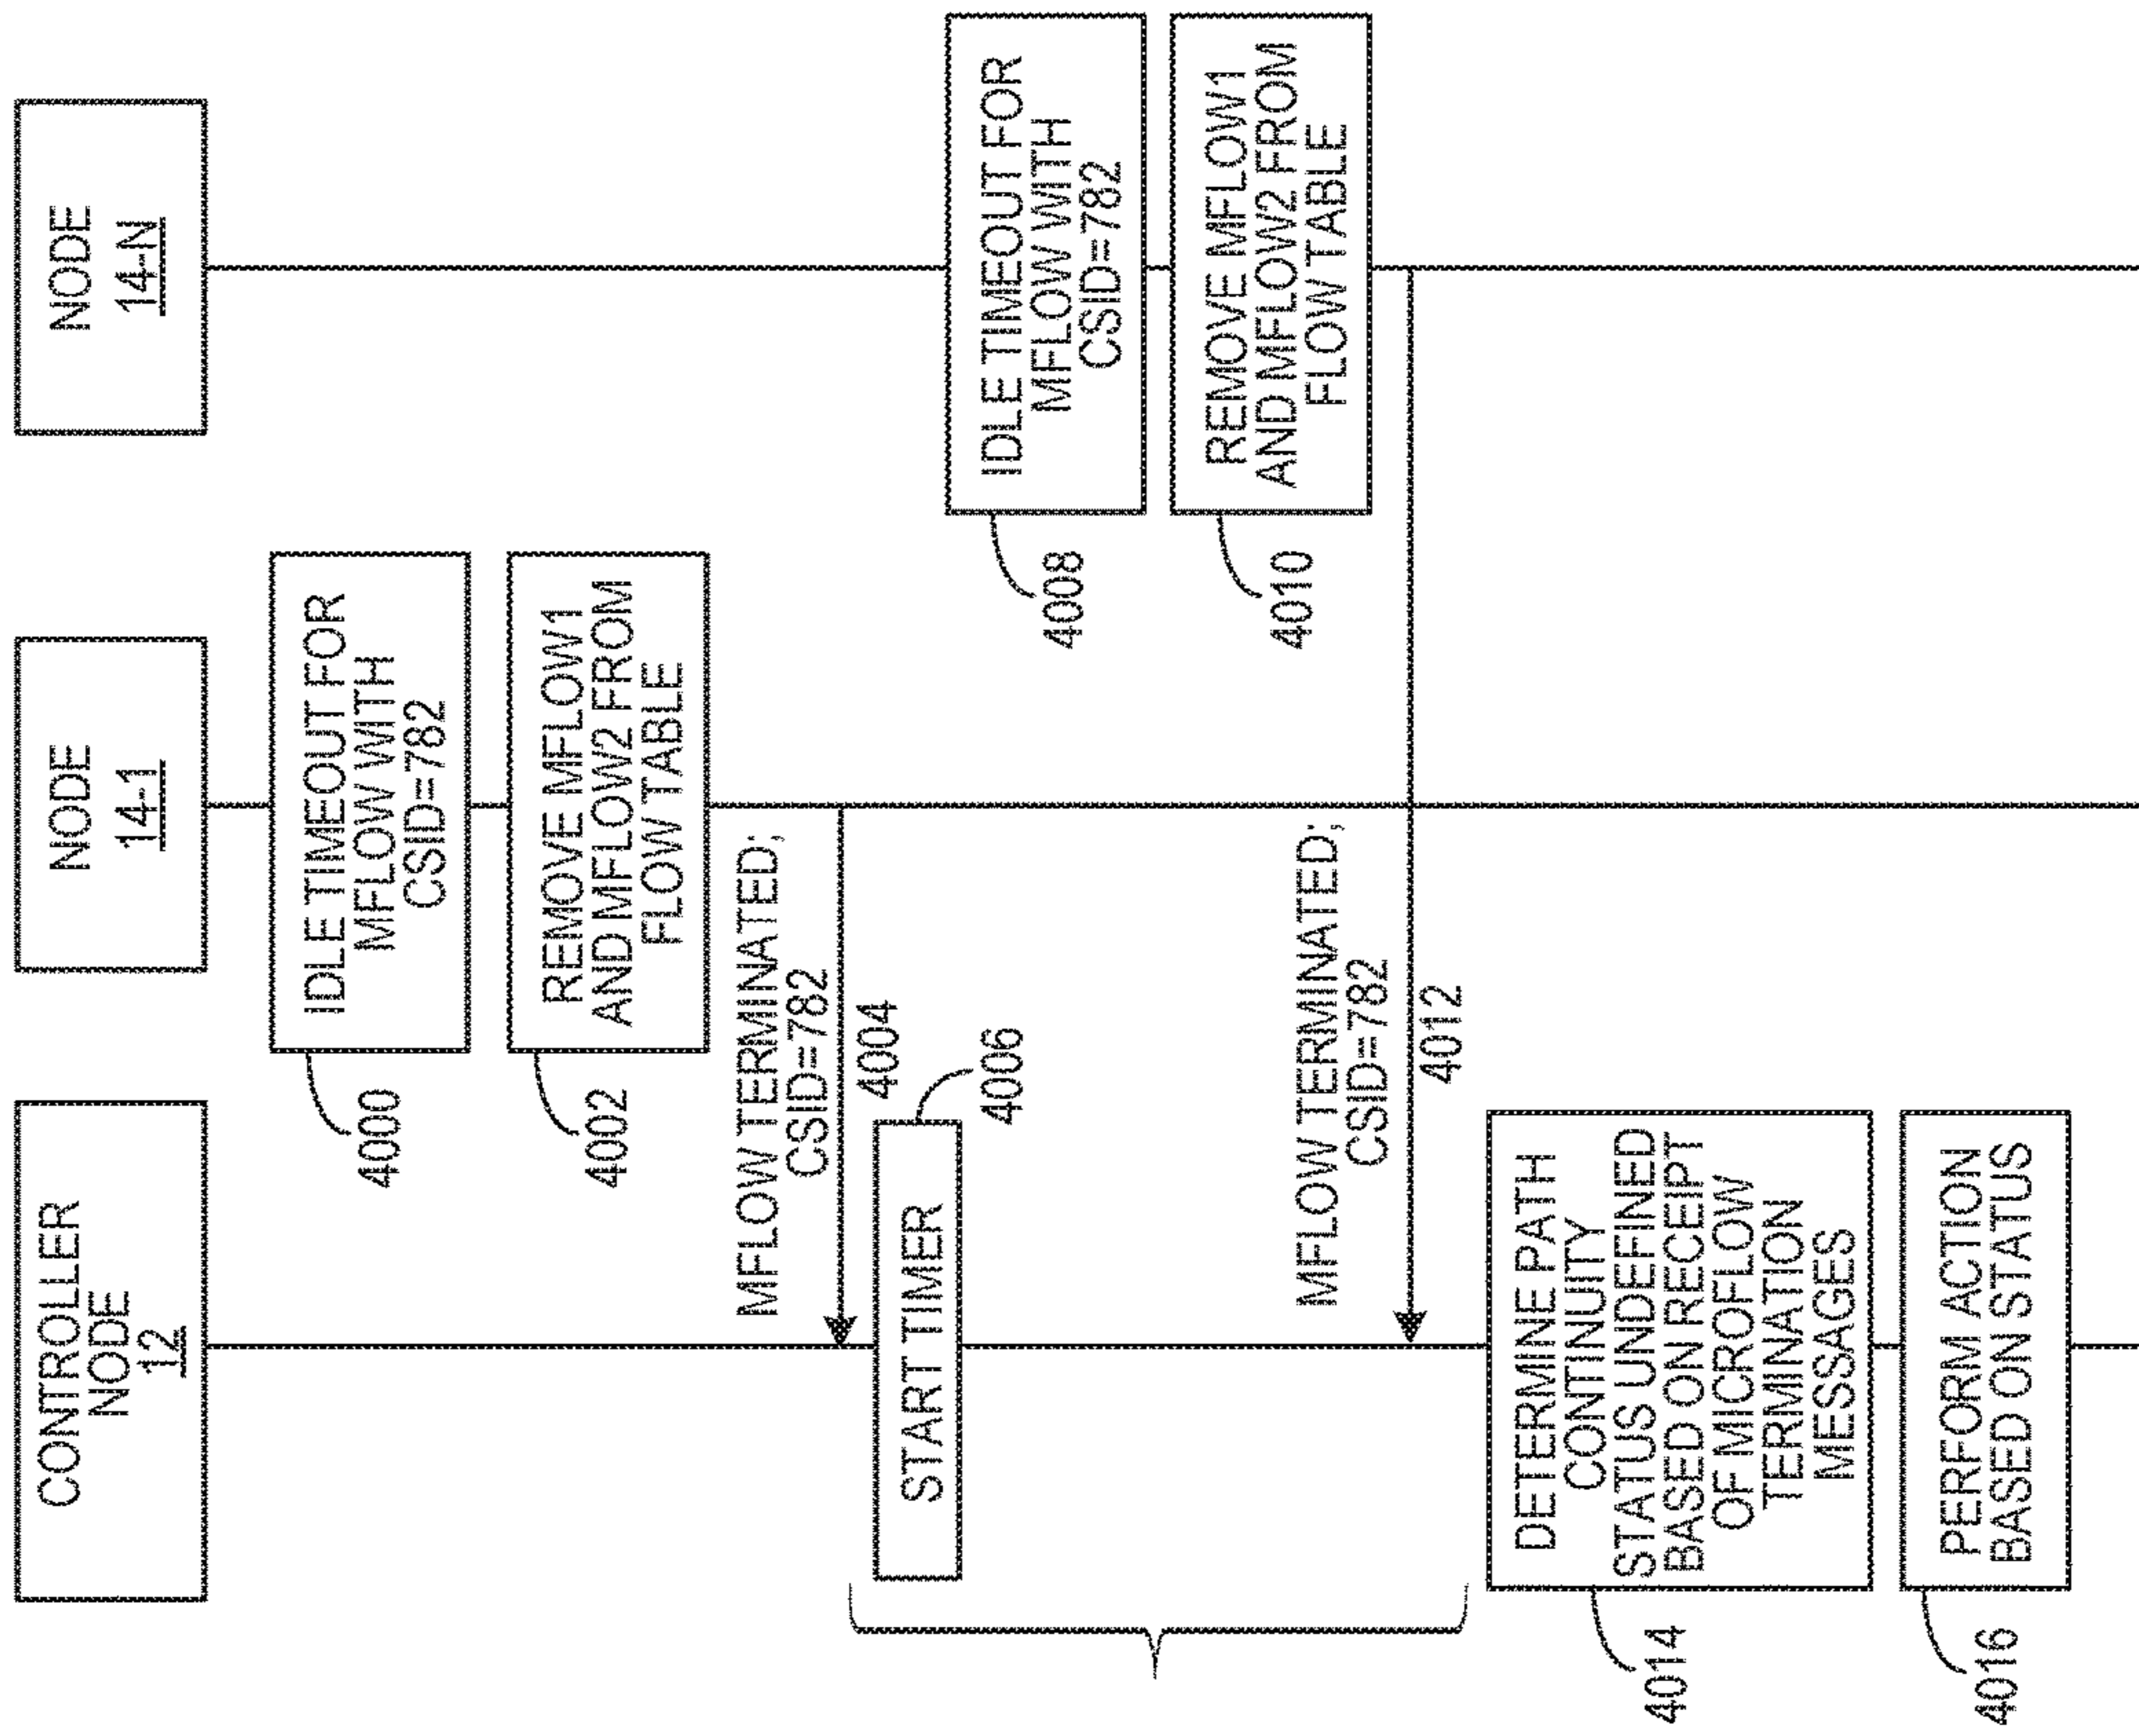 CONTROLLER
NODE
12
NODE
14-1
NODE
14-N
IDLE TIMEOUT FOR
MFLOW WITH
CSID=782
4000
REMOVE MFLOW1
AND MFLOW2 FROM
FLOW TABLE
4002
MFLOW TERMINATED;
CSID=782
4004
START TIMER
4006
IDLE TIMEOUT FOR
MFLOW WITH
CSID=782
4008
REMOVE MFLOW1
AND MFLOW2 FROM
FLOW TABLE
4010
MFLOW TERMINATED;
CSID=782
4012
DETERMINE PATH
CONTINUITY
STATUS UNDEFINED
BASED ON RECEIPT
OF MICROFLOW
TERMINATION
MESSAGES
4014
PERFORM ACTION
BASED ON STATUS
4016